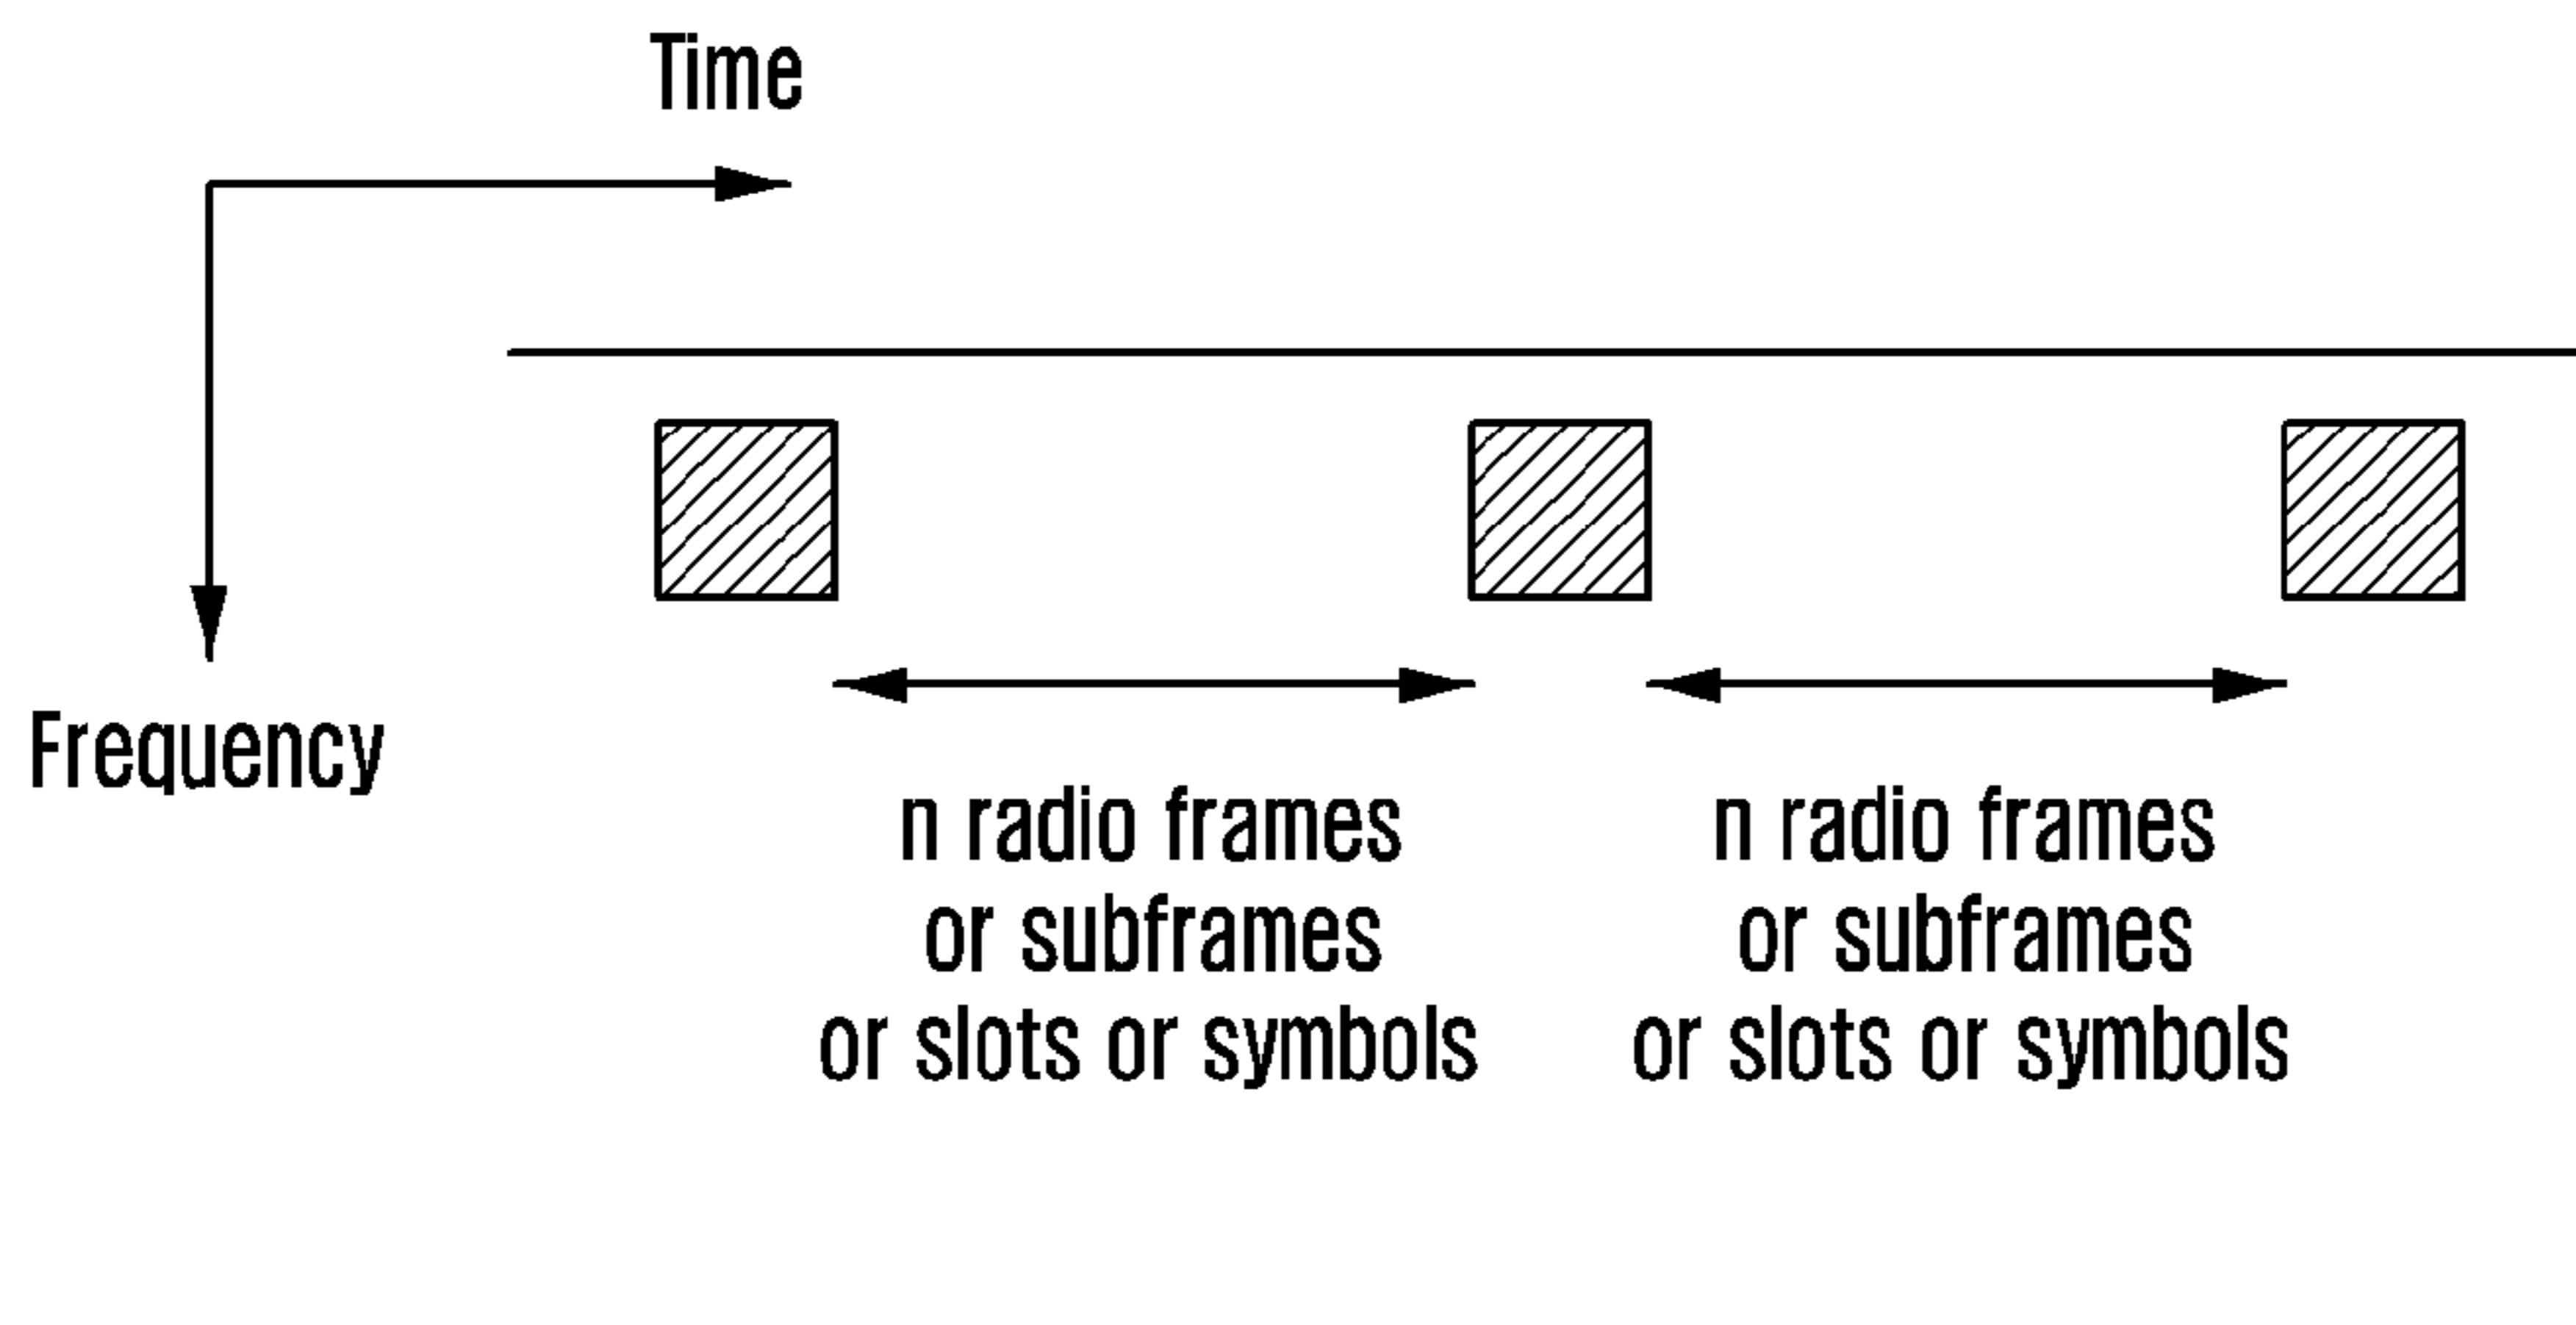 Time
Frequency
n radio frames
or subframes
or slots or symbols
n radio frames
or subframes
or slots or symbols